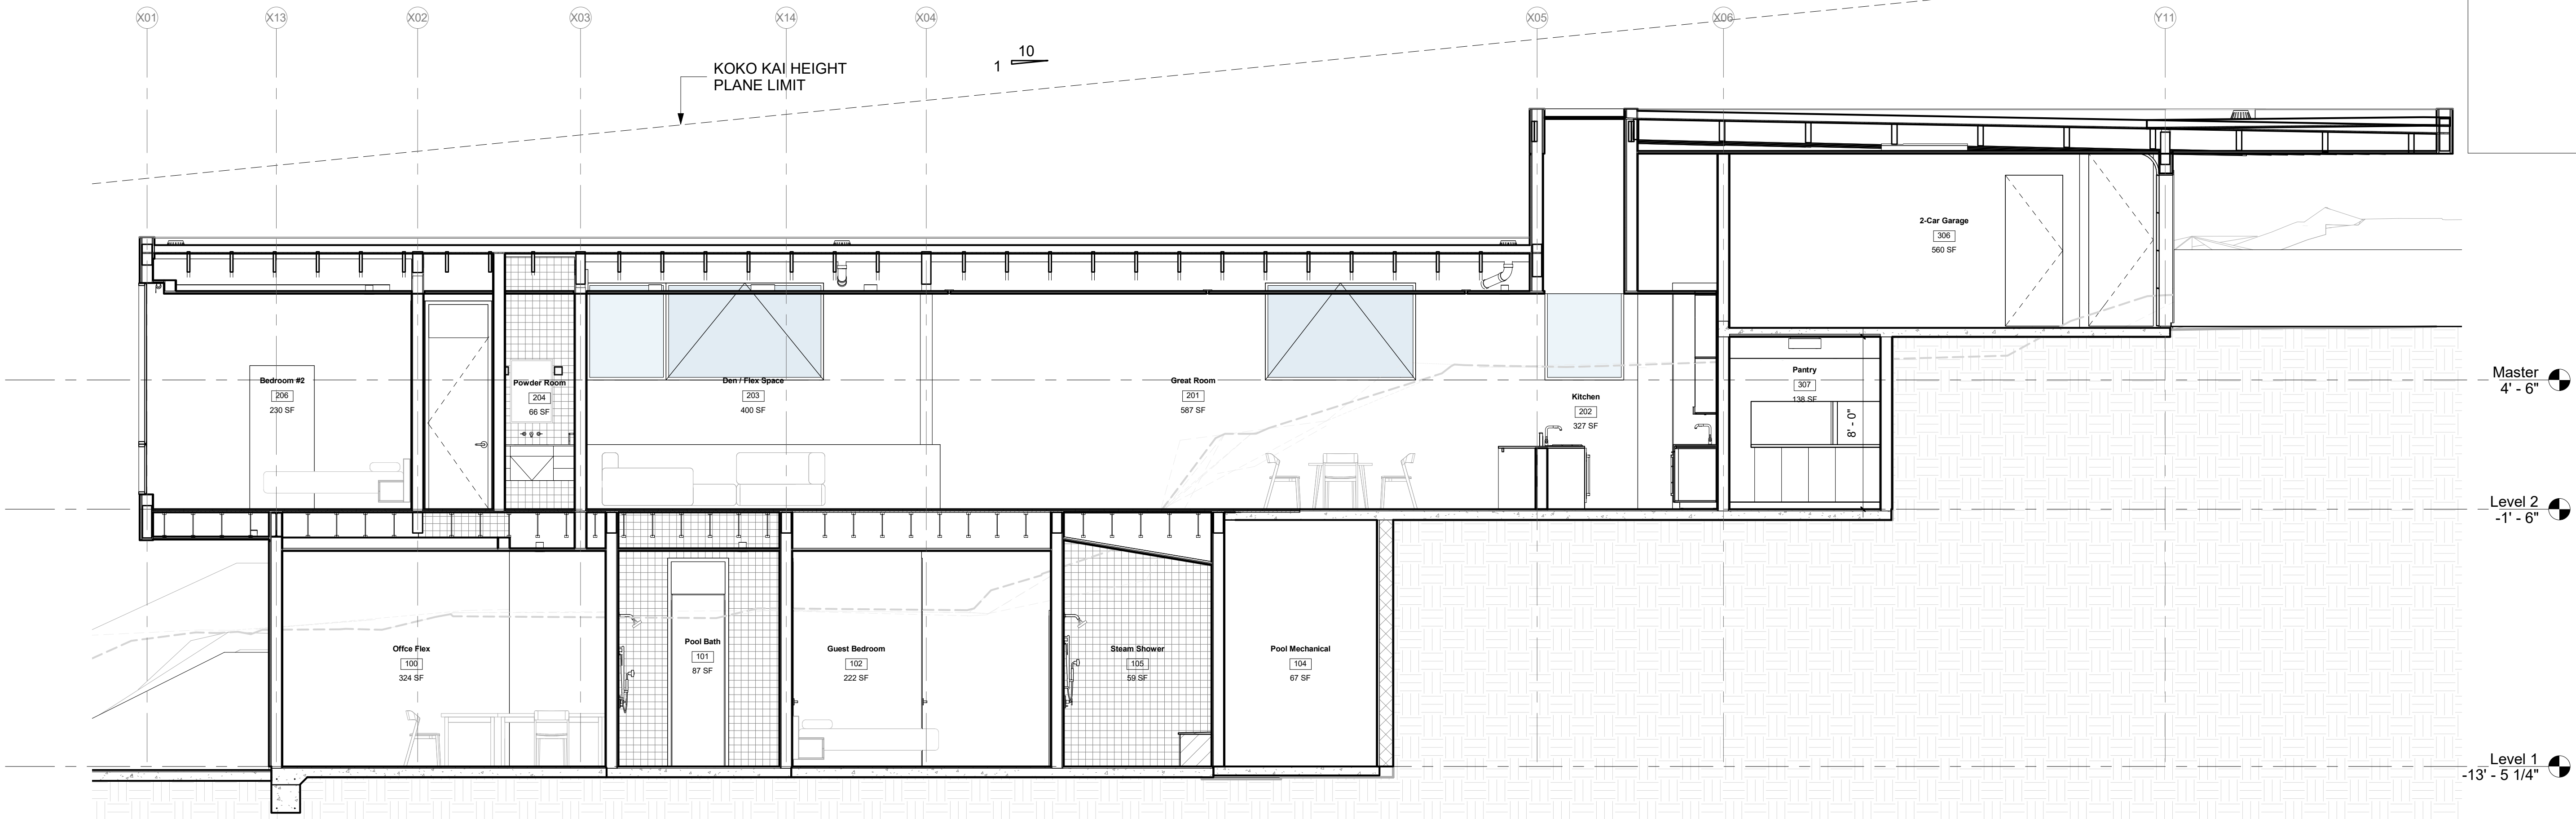 X01
X13
X02
X03
X14
X04
X05
X06
Y11
KOKO KAI HEIGHT
PLANE LIMIT
10
1
2-Car Garage
306
560 SF
Bedroom #2
206
230 SF
Powder Room
204
66 SF
Den / Flex Space
203
400 SF
Great Room
201
587 SF
Kitchen
202
327 SF
Pantry
307
138 SF
8' - 0"
Master
4' - 6"
Level 2
-1' - 6"
Offce Flex
100
324 SF
Pool Bath
101
87 SF
Guest Bedroom
102
222 SF
Steam Shower
105
59 SF
Pool Mechanical
104
67 SF
Level 1
-13' - 5 1/4"